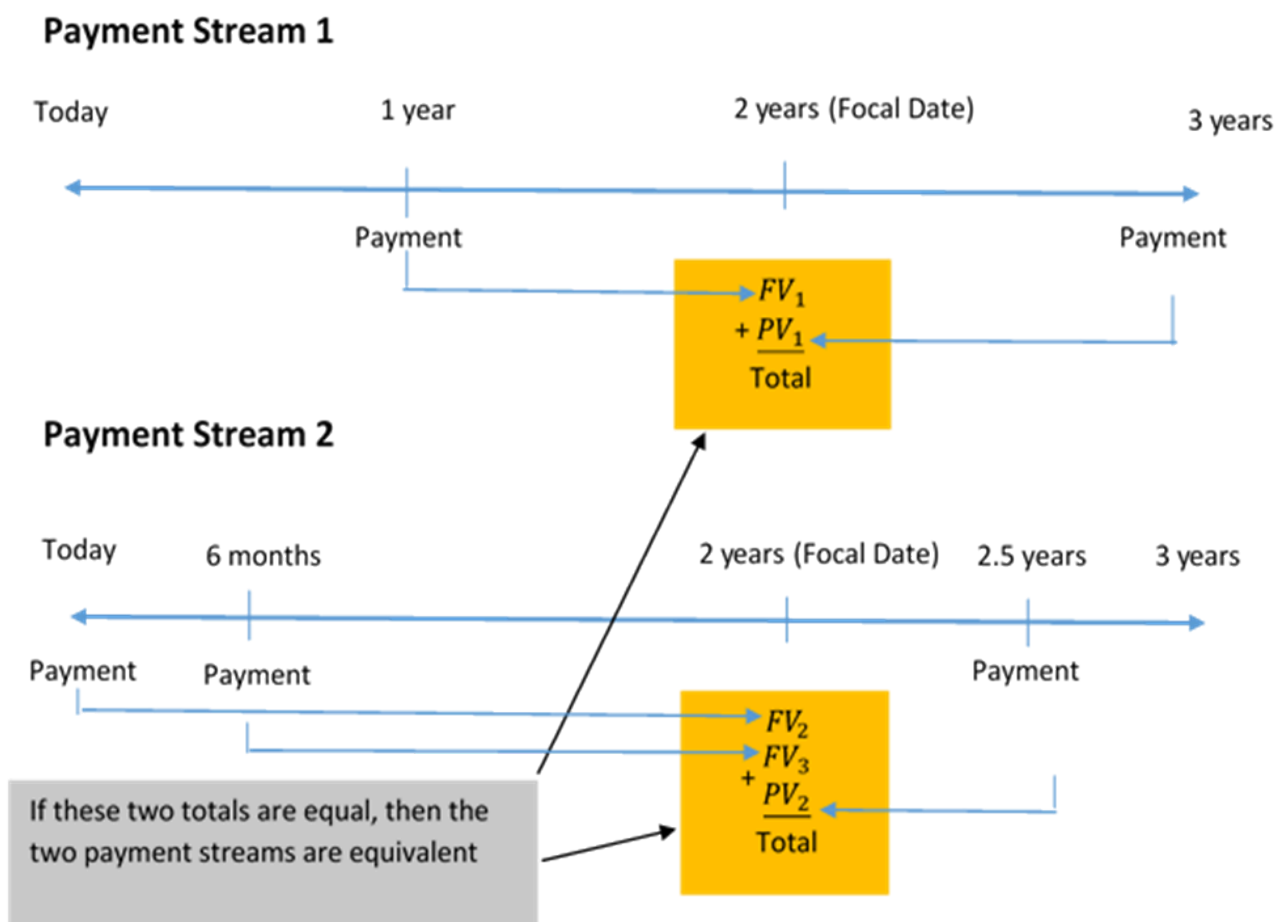 Payment Stream 1
Today 1 year 2 years (Focal Date) 3 years
Payment Payment
FV₁
+ PV₁
Total
Payment Stream 2
Today 6 months 2 years (Focal Date) 2.5 years 3 years
Payment Payment Payment
FV₂
FV₃
+
PV₂
Total
If these two totals are equal, then the
two payment streams are equivalent